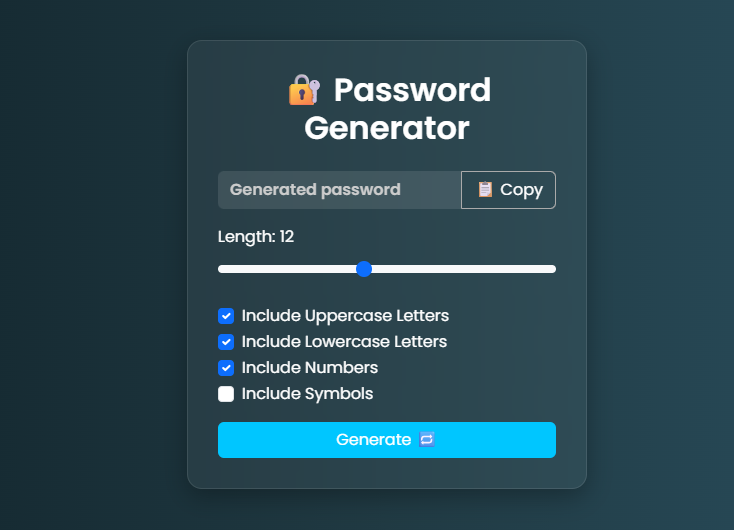 🔐 Password
Generator
Generated password
📋 Copy
Length: 12
Include Uppercase Letters
Include Lowercase Letters
Include Numbers
Include Symbols
Generate 🔁